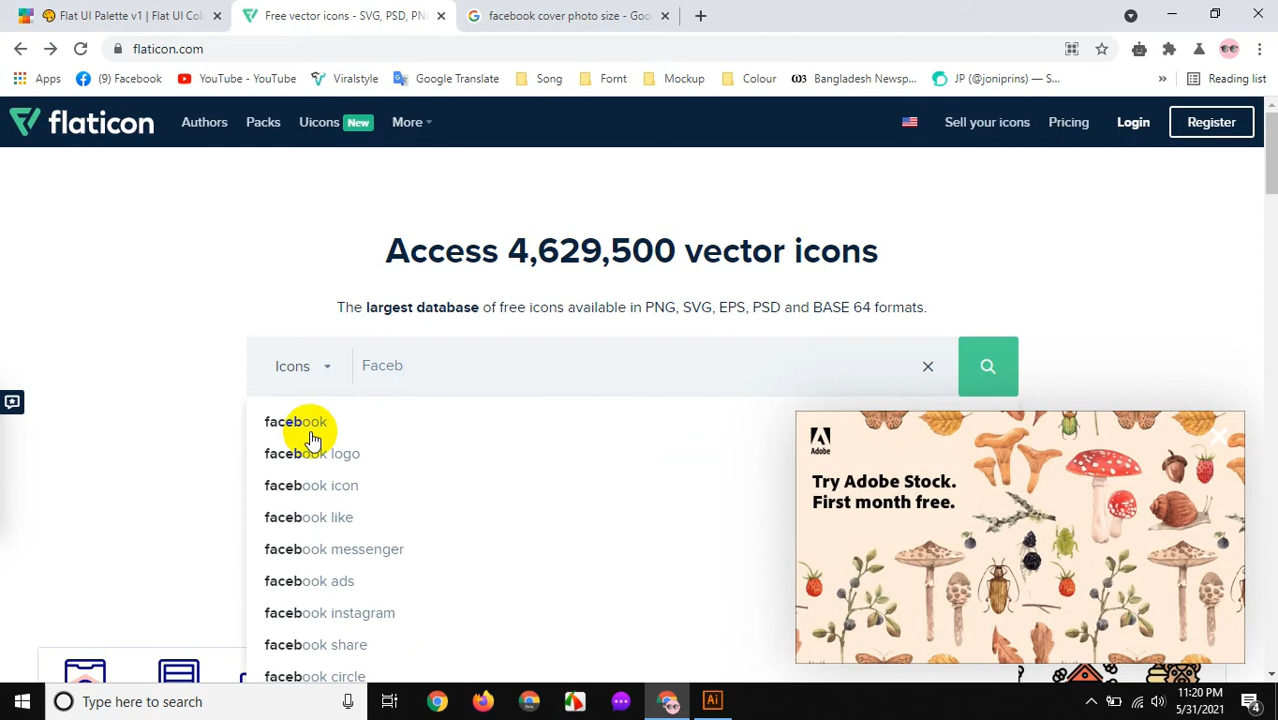 Flat UI Palette v1 | Flat UI Colo
Free vector icons - SVG, PSD, PN
facebook cover photo size - Goo
flaticon.com
Apps
(9) Facebook
YouTube - YouTube
Viralstyle
Google Translate
Song
Fornt
Mockup
Colour
Bangladesh Newsp...
JP (@joniprins) — S...
»
Reading list
flaticon
Authors
Packs
Uicons New
More
Sell your icons
Pricing
Login
Register
Access 4,629,500 vector icons
The largest database of free icons available in PNG, SVG, EPS, PSD and BASE 64 formats.
Icons
Faceb
facebook
facebook logo
facebook icon
facebook like
facebook messenger
facebook ads
facebook instagram
facebook share
facebook circle
Adobe
Try Adobe Stock.
First month free.
Type here to search
Ai
11:20 PM
5/31/2021
4